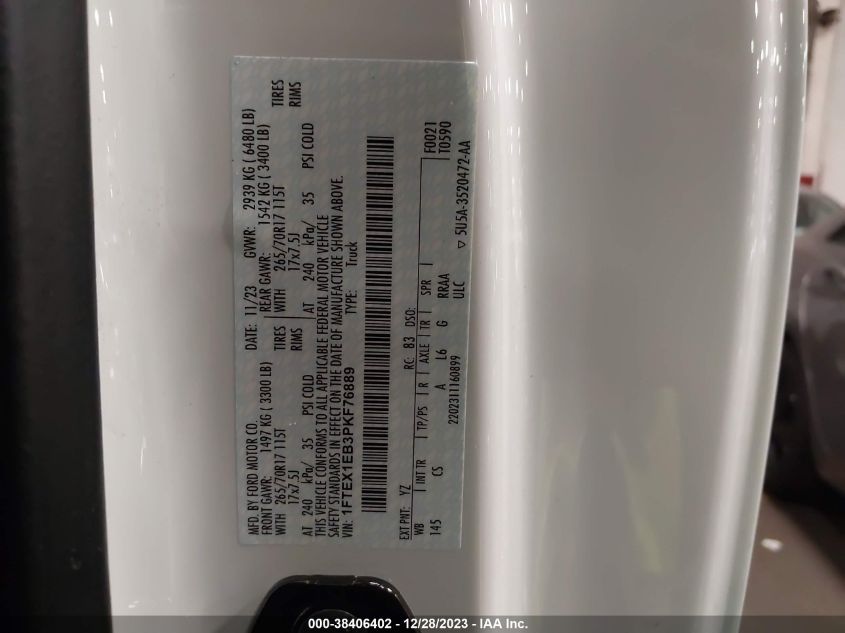 MFD. BY FORD MOTOR CO.
DATE: 11/23 GVWR: 2939 KG ( 6480 LB)
FRONT GAWR: 1497 KG ( 3300 LB) REAR GAWR: 1542 KG ( 3400 LB)
WITH 265/70R17 115T TIRES WITH 265/70R17 115T TIRES
17x7.5J RIMS 17x7.5J RIMS
AT 240 kPa/ 35 PSI COLD AT 240 kPa/ 35 PSI COLD
THIS VEHICLE CONFORMS TO ALL APPLICABLE FEDERAL MOTOR VEHICLE
SAFETY STANDARDS IN EFFECT ON THE DATE OF MANUFACTURE SHOWN ABOVE.
VIN: 1FTEX1EB3PKF76889 TYPE: Truck
EXT PNT: YZ RC: 83 DSO: F0021
WB | INT TR | TP/PS | R | AXLE | TR | SPR | T0590
145 CS A L6 G RRAA
2202311160899 ULC ▽ 5U5A-3520472-AA
000-38406402 - 12/28/2023 - IAA Inc.